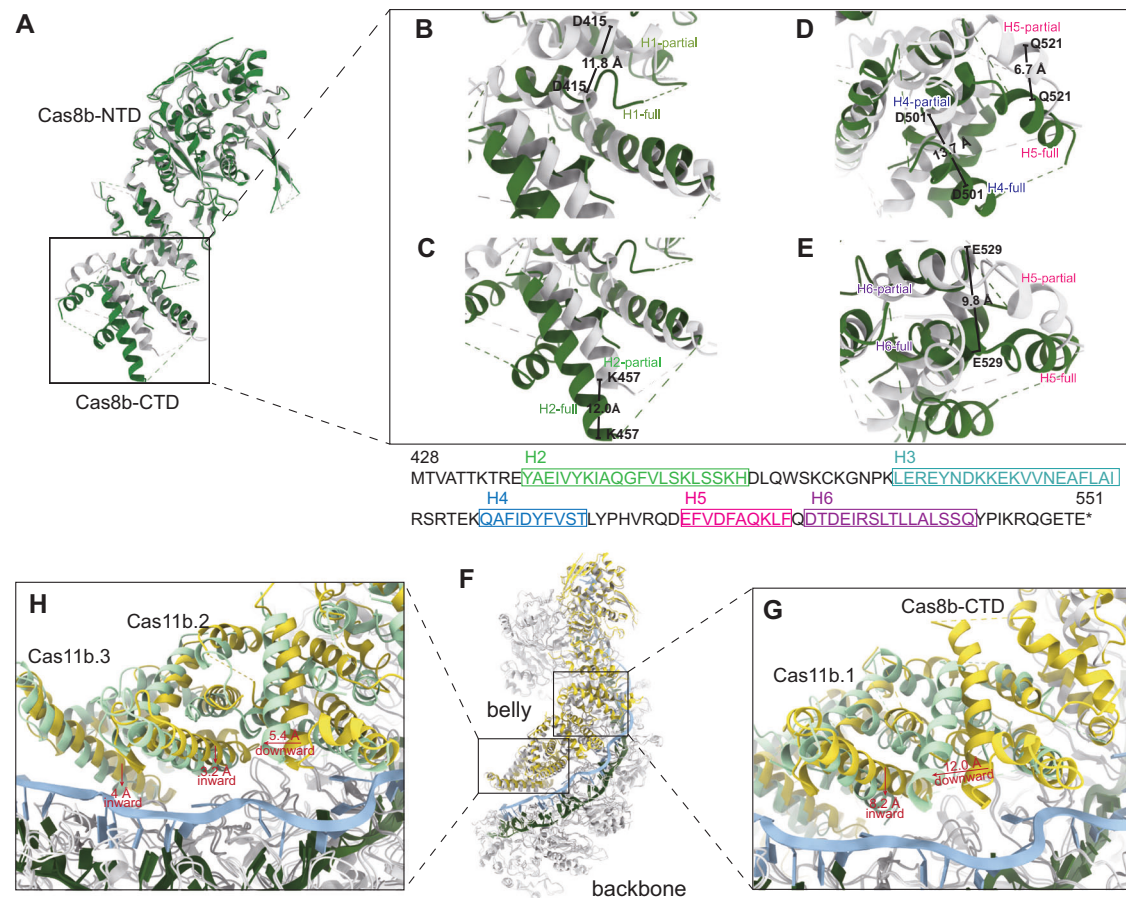 A
Cas8b-NTD
Cas8b-CTD
B
D415
H1-partial
11.8 Å
D415
H1-full
D
H5-partial
Q521
6.7 Å
H4-partial
Q521
D501
H5-full
D501
H4-full
C
H2-partial
K457
H2-full
12.0Å
K457
E
E529
H5-partial
H6-partial
9.8 Å
H6-full
E529
H5-full
428
H2
H3
MTVATTKTREYAEIVYKIAQGFVLSKLSSKHDLQWSKCKGNPKLEREYNDKKEKVVNEAFLAI
H4
H5
H6
551
RSRTEKQAFIDYFVSTLYPHVRQDEFVDFAQKLFQDTDEIRSLTLLALSSQYPIKRQGETE*
H
Cas11b.2
Cas11b.3
5.4 Å
downward
inward
4 Å
inward
F
belly
backbone
G
Cas8b-CTD
Cas11b.1
12.0 Å
downward
8.2 Å
inward